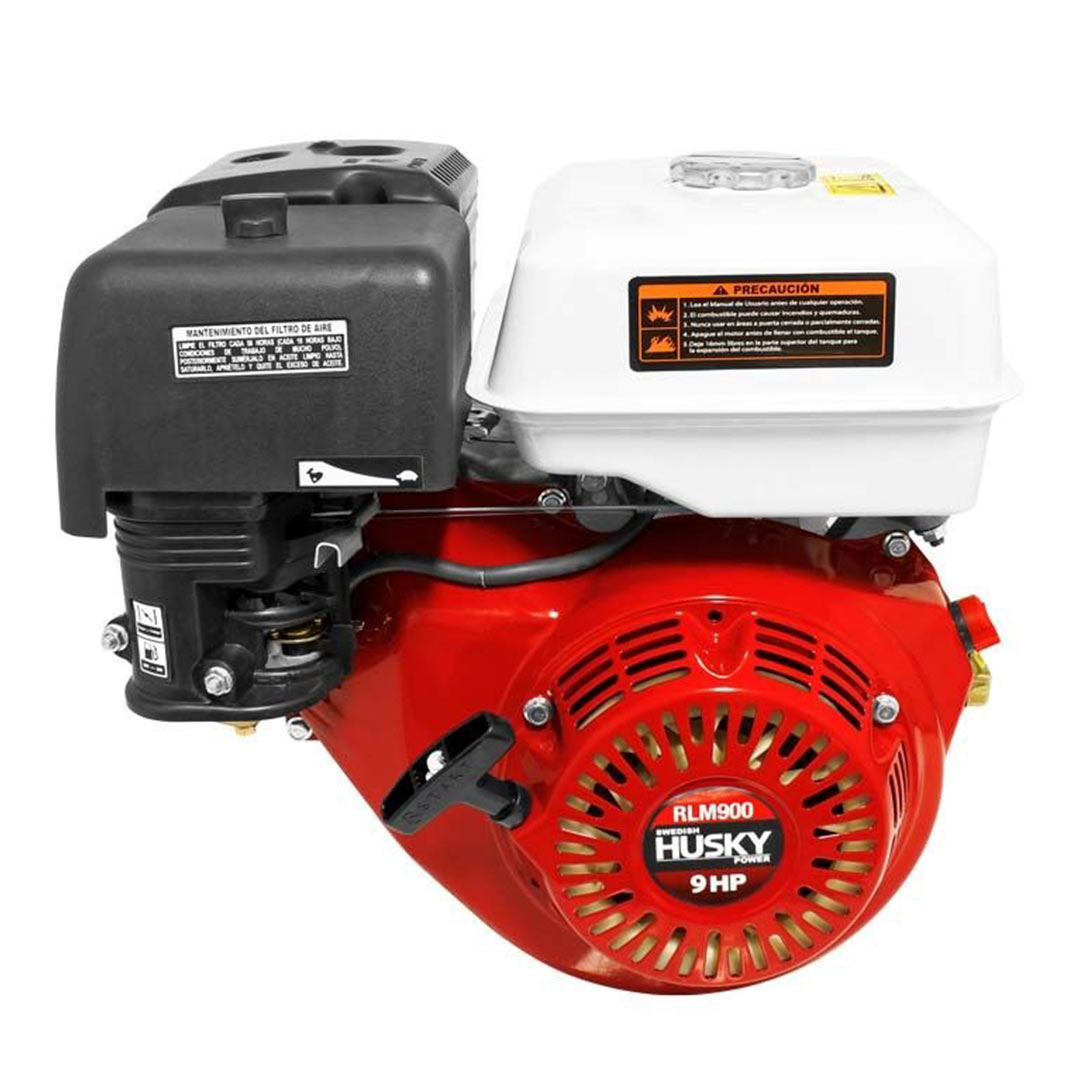 PRECAUCIÓN
1. Lea el Manual de Usuario antes de cualquier operación.
2. El combustible puede causar incendios y quemaduras.
3. Nunca usar en áreas a puerta cerrada o parcialmente cerradas.
4. Apague el motor antes de llenar con combustible el tanque.
5. Deje 16mm libres en la parte superior del tanque para
la expansión del combustible.
MANTENIMIENTO DEL FILTRO DE AIRE
LIMPIE EL FILTRO CADA 50 HORAS (CADA 10 HORAS BAJO
CONDICIONES DE TRABAJO DE MUCHO POLVO,
POSTERIORMENTE SUMÉRJALO EN ACEITE LIMPIO HASTA
SATURARLO, APRIÉTELO Y QUITE EL EXCESO DE ACEITE.
START
RLM900
SWEDISH
HUSKY
POWER
9 HP